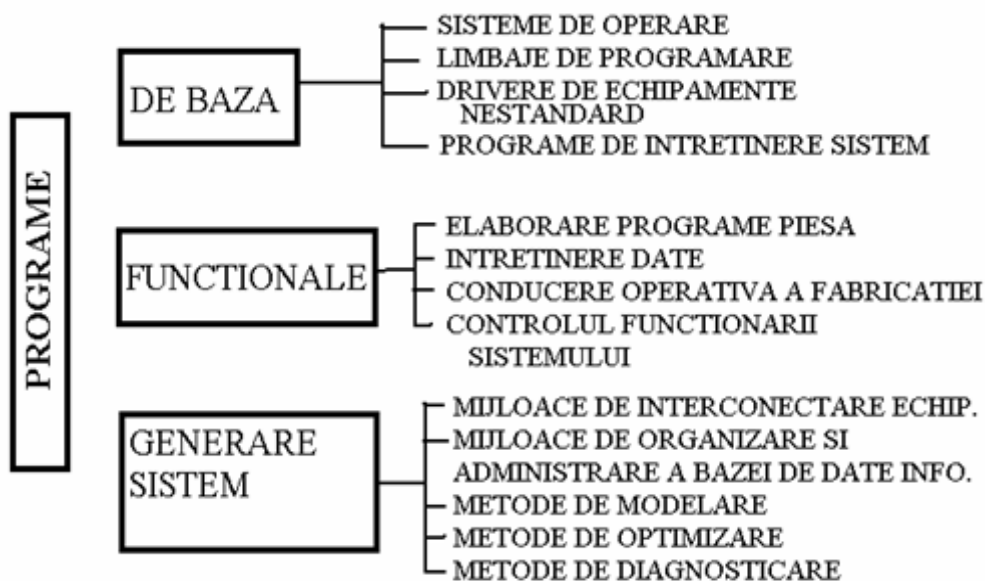 PROGRAME
DE BAZA
SISTEME DE OPERARE
LIMBAJE DE PROGRAMARE
DRIVERE DE ECHIPAMENTE
NESTANDARD
PROGRAME DE INTRETINERE SISTEM
FUNCTIONALE
ELABORARE PROGRAME PIESA
INTRETINERE DATE
CONDUCERE OPERATIVA A FABRICATIEI
CONTROLUL FUNCTIONARII
SISTEMULUI
GENERARE
SISTEM
MIJLOACE DE INTERCONECTARE ECHIP.
MIJLOACE DE ORGANIZARE SI
ADMINISTRARE A BAZEI DE DATE INFO.
METODE DE MODELARE
METODE DE OPTIMIZARE
METODE DE DIAGNOSTICARE